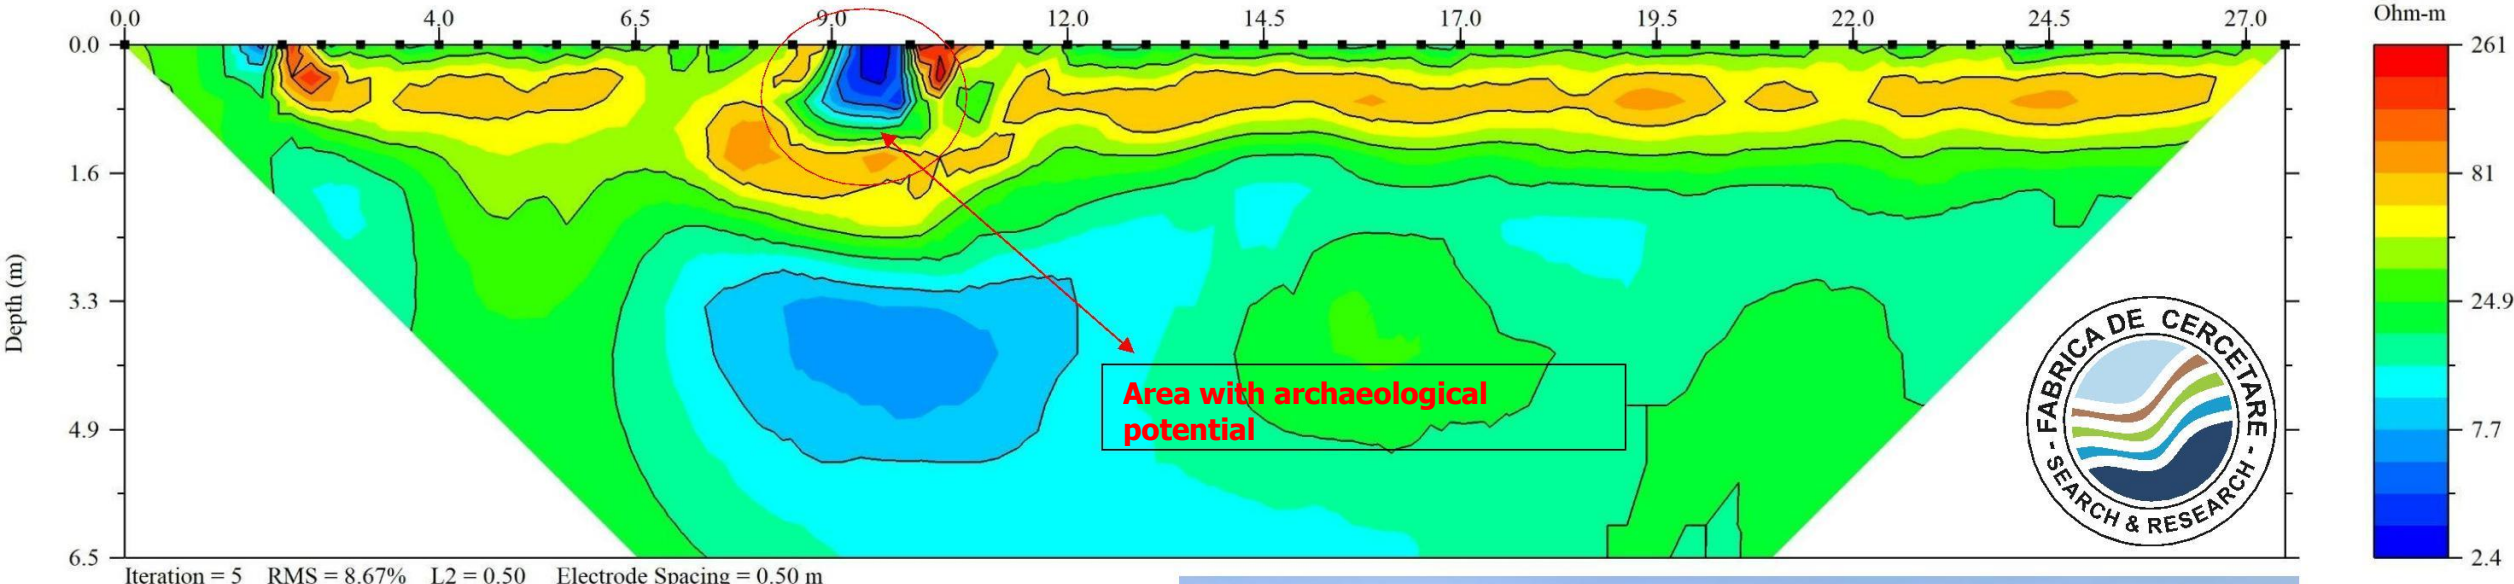 0.0 4.0 6.5 9.0 12.0 14.5 17.0 19.5 22.0 24.5 27.0
Ohm-m
0.0
1.6
3.3
4.9
6.5
Depth (m)
261
81
24.9
7.7
2.4
Area with archaeological
potential
FABRICA DE CERCETARE
- SEARCH & RESEARCH -
Iteration = 5 RMS = 8.67% L2 = 0.50 Electrode Spacing = 0.50 m